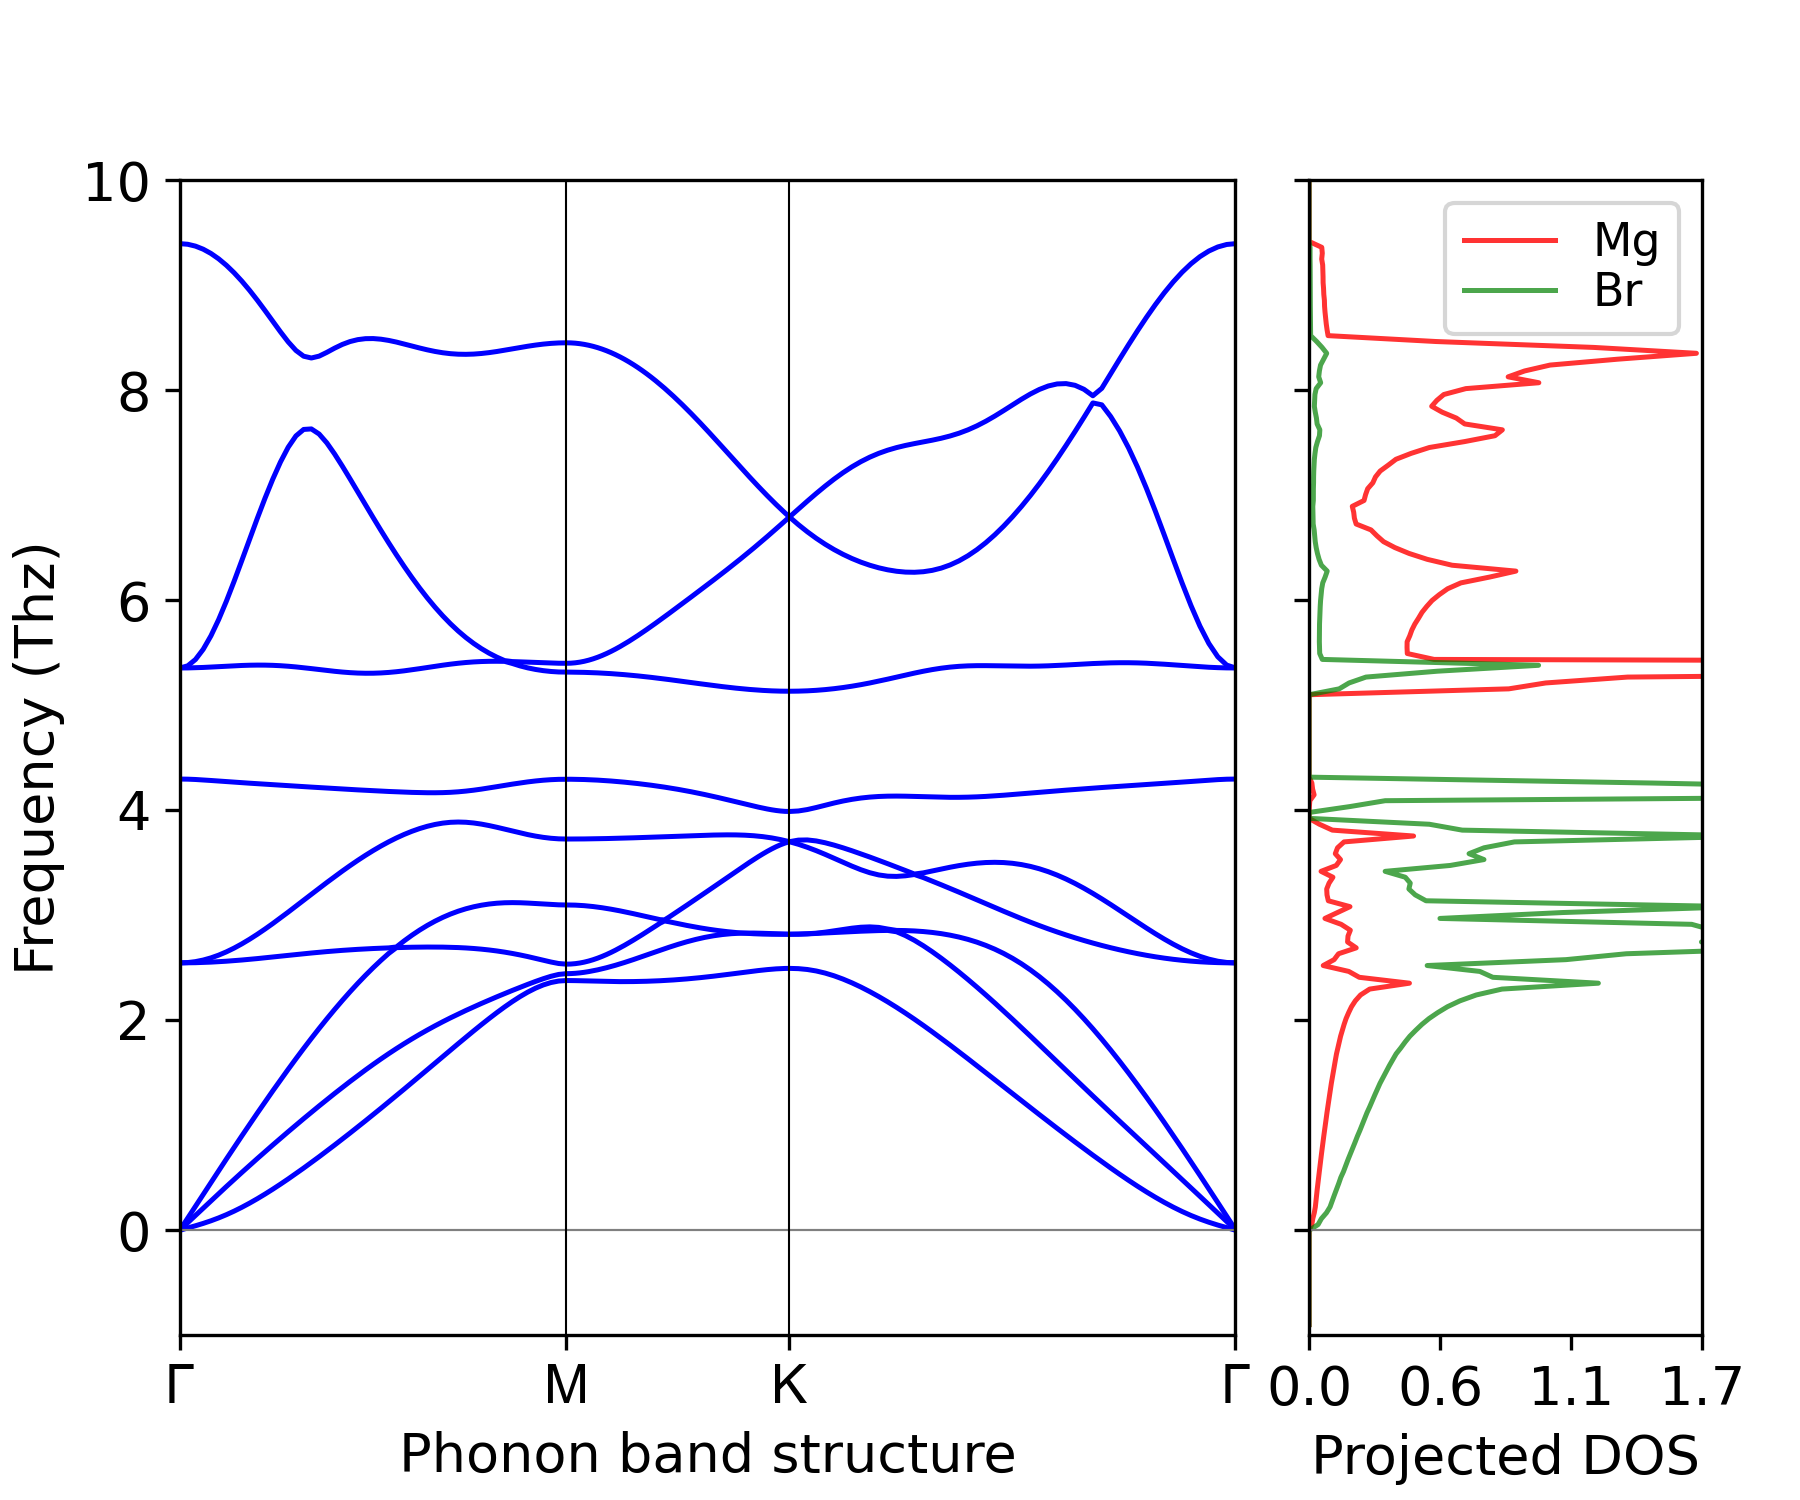 10
8
6
4
2
0
Frequency (Thz)
Γ M K Γ
Phonon band structure
Mg
Br
0.0 0.6 1.1 1.7
Projected DOS